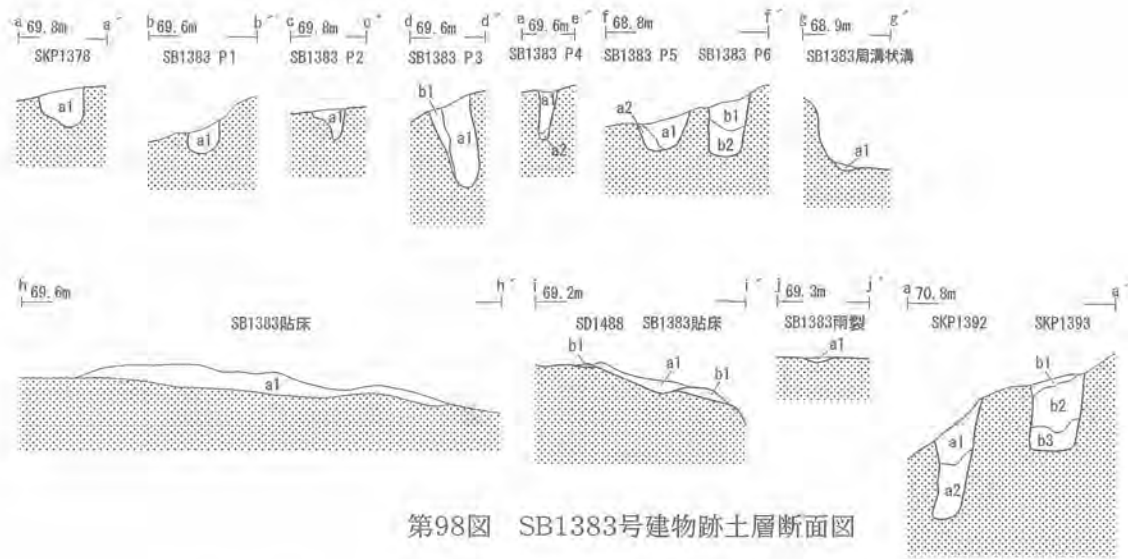 a 69.8m a´
SKP1378
a1
b 69.6m b´
SB1383 P1
a1
c 69.8m c´
SB1383 P2
a1
d 69.6m d´
SB1383 P3
b1
a1
e 69.6m e´
SB1383 P4
a1
a2
f 68.8m f´
SB1383 P5 SB1383 P6
a2
a1
b1
b2
g 68.9m g´
SB1383周溝状溝
a1
h 69.6m h´
SB1383貼床
a1
i 69.2m i´
SD1488 SB1383貼床
b1
a1
b1
j 69.3m j´
SB1383雨裂
a1
a 70.8m a´
SKP1392 SKP1393
a1
a2
b1
b2
b3
第98図 SB1383号建物跡土層断面図